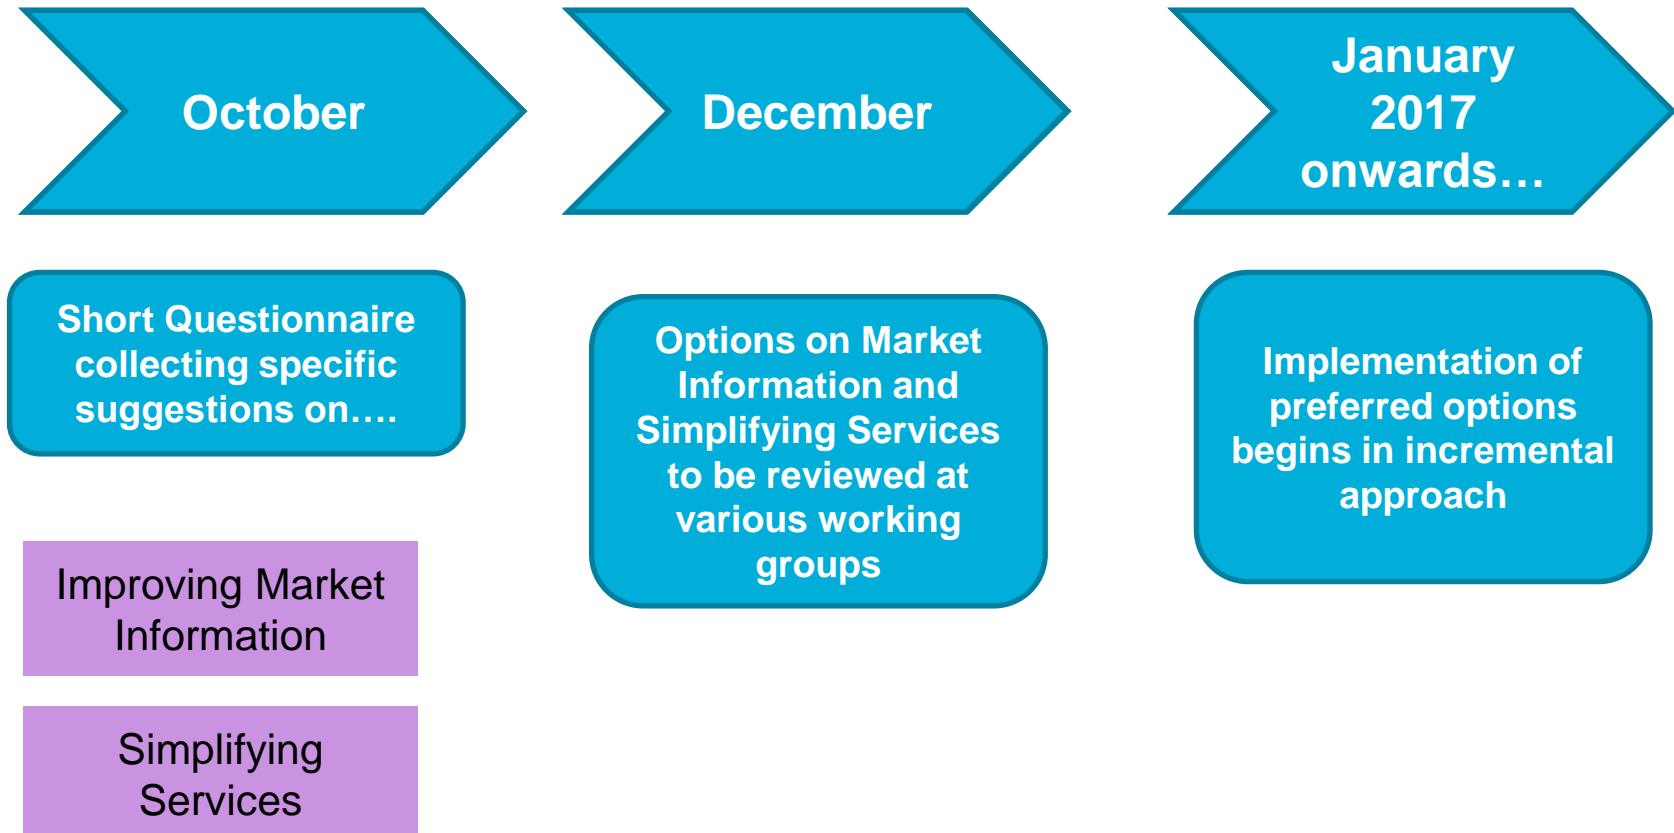 October
December
January
2017
onwards…
Short Questionnaire
collecting specific
suggestions on….
Improving Market
Information
Simplifying
Services
Options on Market
Information and
Simplifying Services
to be reviewed at
various working
groups
Implementation of
preferred options
begins in incremental
approach